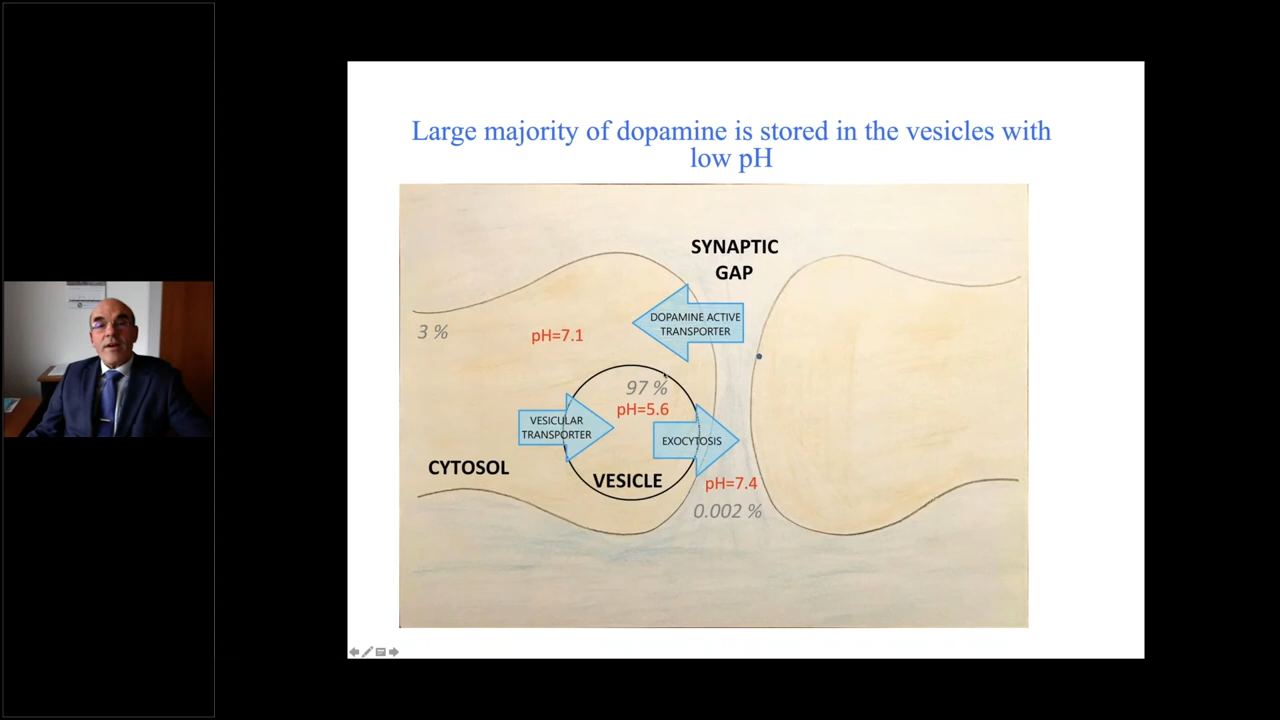 Large majority of dopamine is stored in the vesicles with
low pH
SYNAPTIC
GAP
DOPAMINE ACTIVE
TRANSPORTER
3 %
pH=7.1
97 %
pH=5.6
VESICULAR
TRANSPORTER
EXOCYTOSIS
CYTOSOL
VESICLE
pH=7.4
0.002 %